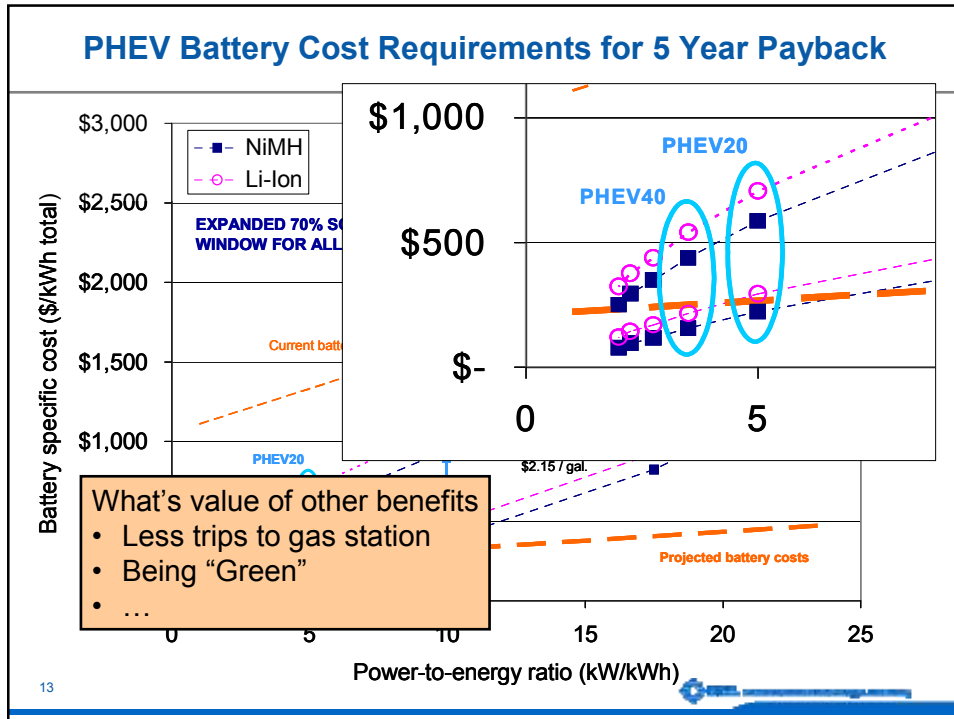 PHEV Battery Cost Requirements for 5 Year Payback
$3,000
$2,500
$2,000
$1,500
$1,000
Battery specific cost ($/kWh total)
NiMH
Li-Ion
EXPANDED 70% SO
WINDOW FOR ALL
Current batt
PHEV20
$1,000
$500
$-
0
5
PHEV20
PHEV40
$2.15 / gal.
What's value of other benefits
• Less trips to gas station
• Being “Green”
• …
Projected battery costs
0
5
10
15
20
25
Power-to-energy ratio (kW/kWh)
13